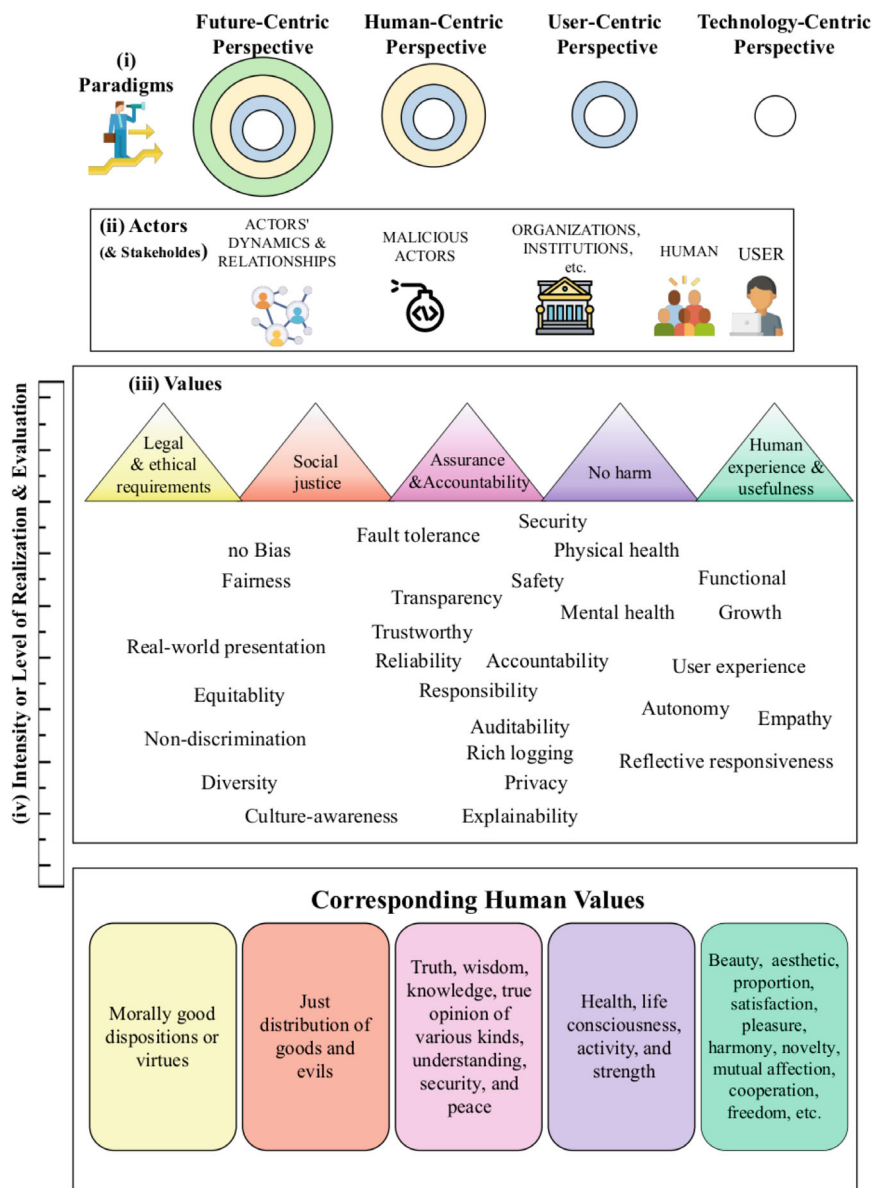 Future-Centric
Perspective
Human-Centric
Perspective
User-Centric
Perspective
Technology-Centric
Perspective
(i)
Paradigms
(ii) Actors
(& Stakeholdes)
ACTORS'
DYNAMICS &
RELATIONSHIPS
MALICIOUS
ACTORS
ORGANIZATIONS,
INSTITUTIONS,
etc.
HUMAN
USER
(iv) Intensity or Level of Realization & Evaluation
(iii) Values
Legal
& ethical
requirements
Social
justice
Assurance
&Accountability
No harm
Human
experience &
usefulness
Security
Fault tolerance
no Bias
Physical health
Fairness
Safety
Functional
Transparency
Mental health
Growth
Trustworthy
Real-world presentation
Reliability
Accountability
User experience
Equitablity
Responsibility
Autonomy
Empathy
Auditability
Non-discrimination
Rich logging
Reflective responsiveness
Diversity
Privacy
Culture-awareness
Explainability
Corresponding Human Values
Morally good
dispositions or
virtues
Just
distribution of
goods and
evils
Truth, wisdom,
knowledge, true
opinion of
various kinds,
understanding,
security, and
peace
Health, life
consciousness,
activity, and
strength
Beauty, aesthetic,
proportion,
satisfaction,
pleasure,
harmony, novelty,
mutual affection,
cooperation,
freedom, etc.